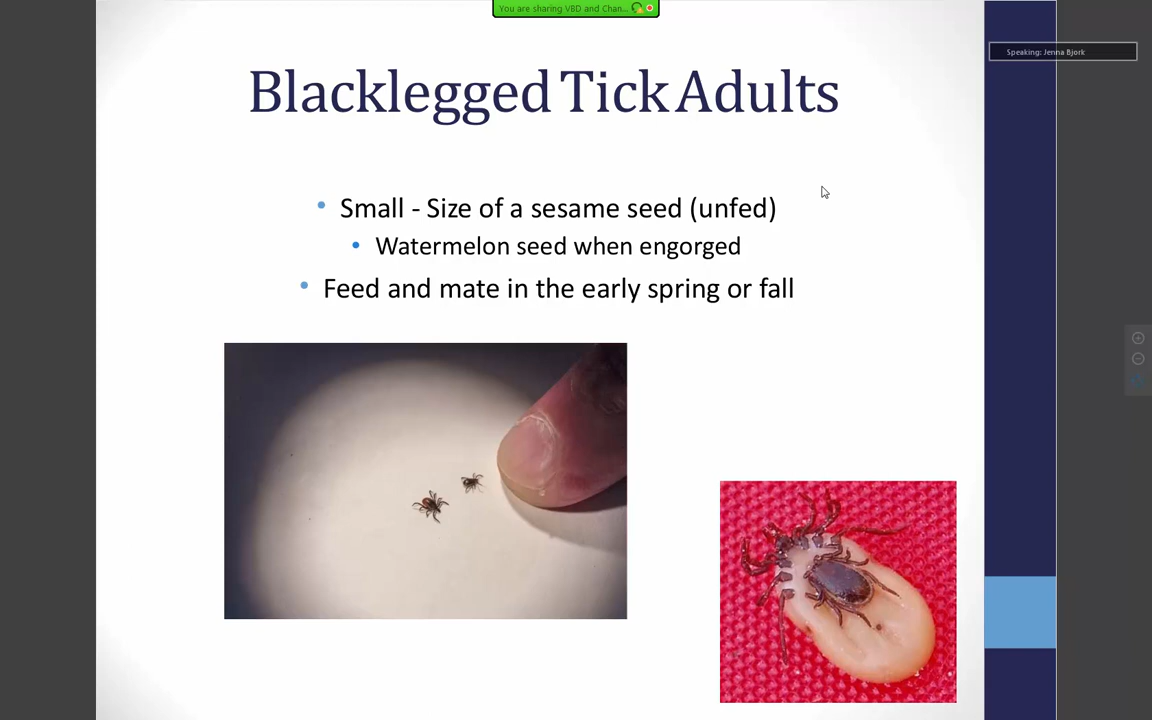 You are sharing VBD and Chan...
Speaking: Jenna Bjork
Blacklegged Tick Adults
Small - Size of a sesame seed (unfed)
Watermelon seed when engorged
Feed and mate in the early spring or fall